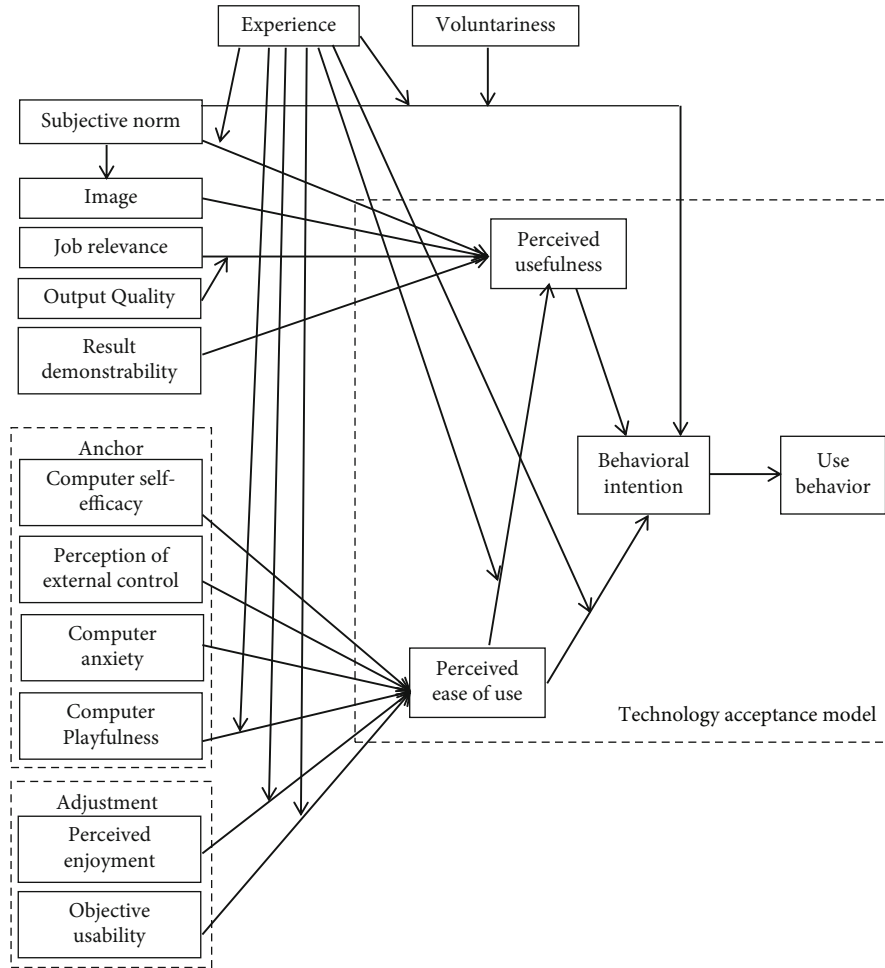 Experience
Voluntariness
Subjective norm
Image
Job relevance
Output Quality
Result
demonstrability
Perceived
usefulness
Anchor
Computer self-
efficacy
Perception of
external control
Computer
anxiety
Computer
Playfulness
Behavioral
intention
Use
behavior
Perceived
ease of use
Technology acceptance model
Adjustment
Perceived
enjoyment
Objective
usability